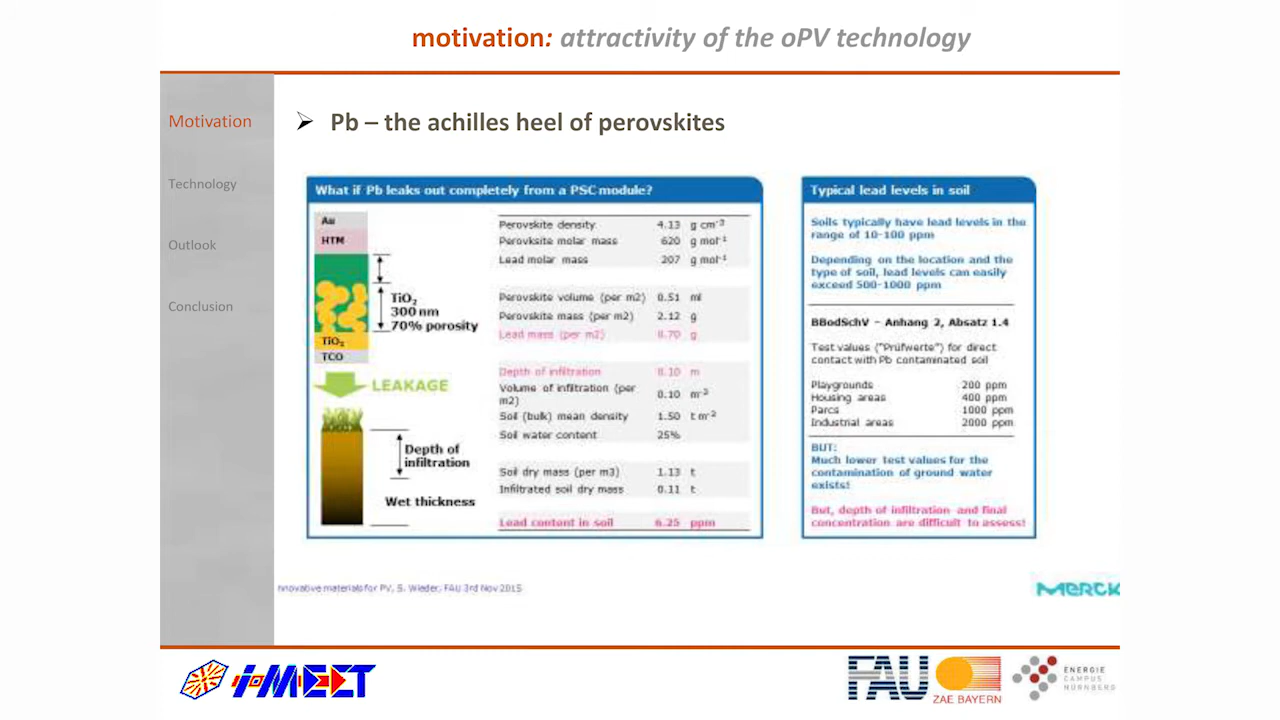 motivation: attractivity of the oPV technology
Motivation
Technology
Outlook
Conclusion
➢ Pb – the achilles heel of perovskites
What if Pb leaks out completely from a PSC module?
Au
HTM
TiO2
300 nm
70% porosity
TiO2
TCO
LEAKAGE
Depth of
infiltration
Wet thickness
Perovskite density 4.13 g cm-3
Perovksite molar mass 620 g mol-1
Lead molar mass 207 g mol-1
Perovskite volume (per m2) 0.51 ml
Perovskite mass (per m2) 2.12 g
Lead mass (per m2) 0.70 g
Depth of infiltration 0.10 m
Volume of infiltration (per
m2) 0.10 m-3
Soil (bulk) mean density 1.50 t m-2
Soil water content 25%
Soil dry mass (per m3) 1.13 t
Infiltrated soil dry mass 0.11 t
Lead content in soil 6.25 ppm
Typical lead levels in soil
Soils typically have lead levels in the
range of 10-100 ppm
Depending on the location and the
type of soil, lead levels can easily
exceed 500-1000 ppm
BBodSchV – Anhang 2, Absatz 1.4
Test values ("Prüfwerte") for direct
contact with Pb contaminated soil
Playgrounds 200 ppm
Housing areas 400 ppm
Parcs 1000 ppm
Industrial areas 2000 ppm
BUT:
Much lower test values for the
contamination of ground water
exists!
But, depth of infiltration and final
concentration are difficult to assess!
nnovative materials for PV, S. Wieder, FAU 3rd Nov 2015
MERCK
i-MEET
FAU
ZAE BAYERN
ENERGIE
CAMPUS
NÜRNBERG